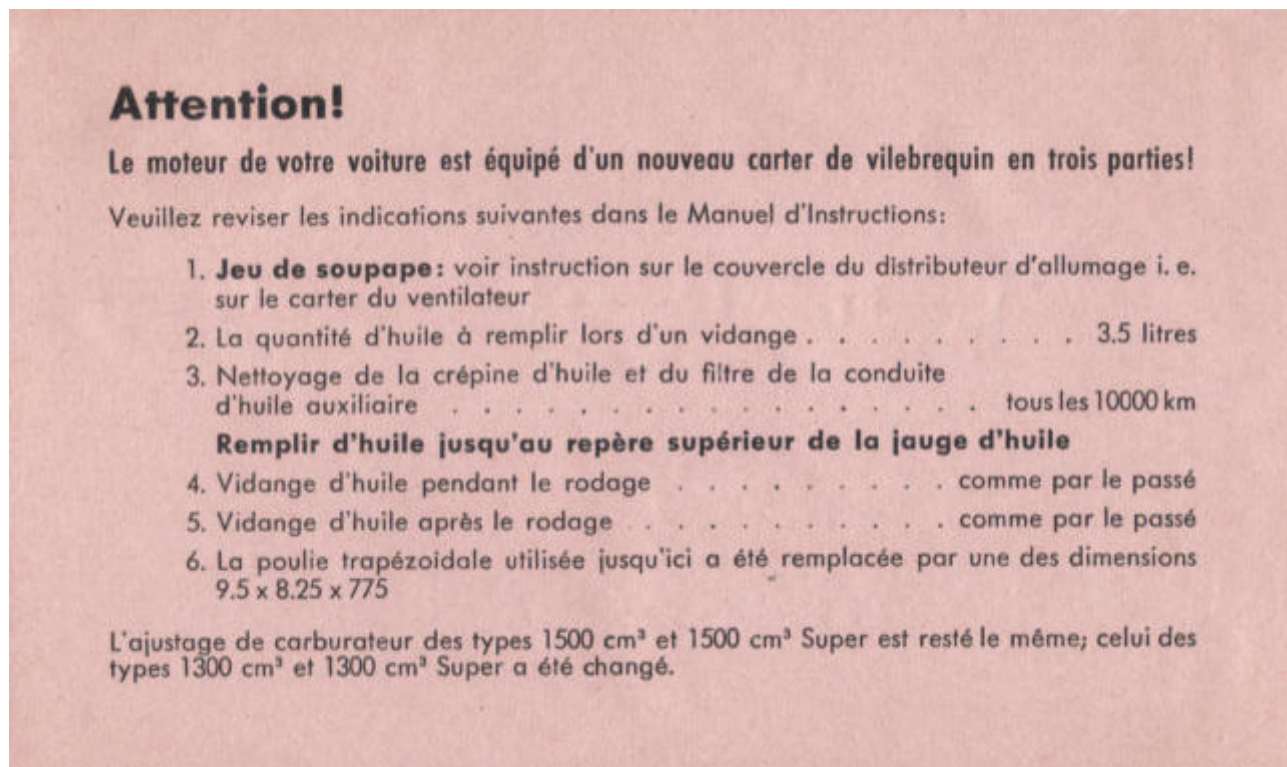 Attention!
Le moteur de votre voiture est équipé d'un nouveau carter de vilebrequin en trois parties!
Veuillez reviser les indications suivantes dans le Manuel d'Instructions:
1. Jeu de soupape: voir instruction sur le couvercle du distributeur d'allumage i. e.
sur le carter du ventilateur
2. La quantité d'huile à remplir lors d'un vidange . . . . . . . . . . 3.5 litres
3. Nettoyage de la crépine d'huile et du filtre de la conduite
d'huile auxiliaire . . . . . . . . . . . . . . . . . tous les 10000 km
Remplir d'huile jusqu'au repère supérieur de la jauge d'huile
4. Vidange d'huile pendant le rodage . . . . . . . . . comme par le passé
5. Vidange d'huile après le rodage . . . . . . . . . . . comme par le passé
6. La poulie trapézoidale utilisée jusqu'ici a été remplacée par une des dimensions
9.5 x 8.25 x 775
L'ajustage de carburateur des types 1500 cm³ et 1500 cm³ Super est resté le même; celui des
types 1300 cm³ et 1300 cm³ Super a été changé.